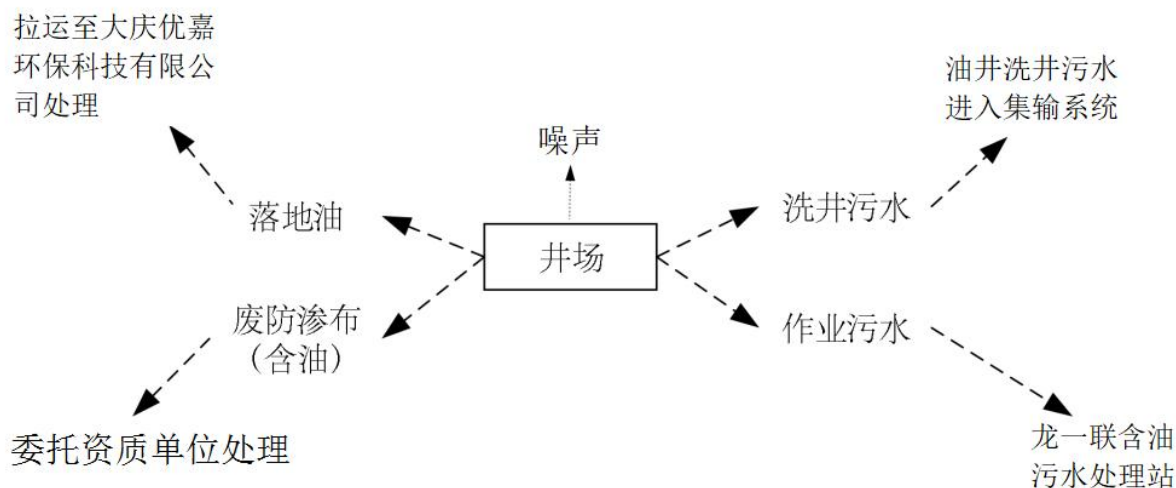 拉运至大庆优嘉
环保科技有限公
司处理
油井洗井污水
进入集输系统
噪声
落地油
井场
洗井污水
废防渗布
（含油）
作业污水
委托资质单位处理
龙一联含油
污水处理站